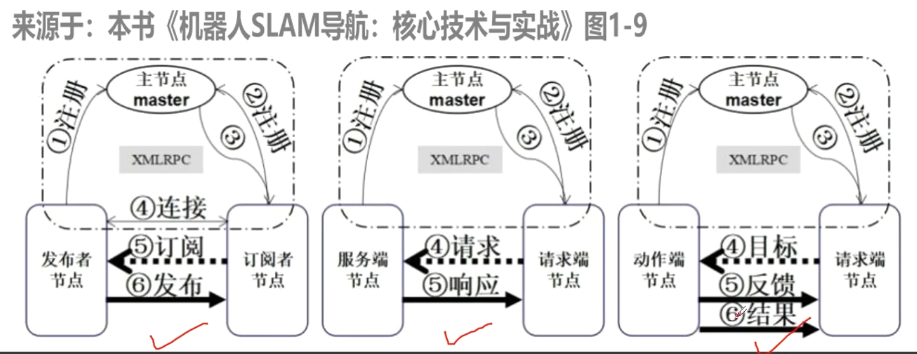 来源于：本书《机器人SLAM导航：核心技术与实战》图1-9
主节点
master
①注册
②注册
③
XMLRPC
④连接
⑤订阅
⑥发布
发布者
节点
订阅者
节点
主节点
master
①注册
②注册
③
XMLRPC
④请求
⑤响应
服务端
节点
请求端
节点
主节点
master
①注册
②注册
③
XMLRPC
④目标
⑤反馈
⑥结果
动作端
节点
请求端
节点